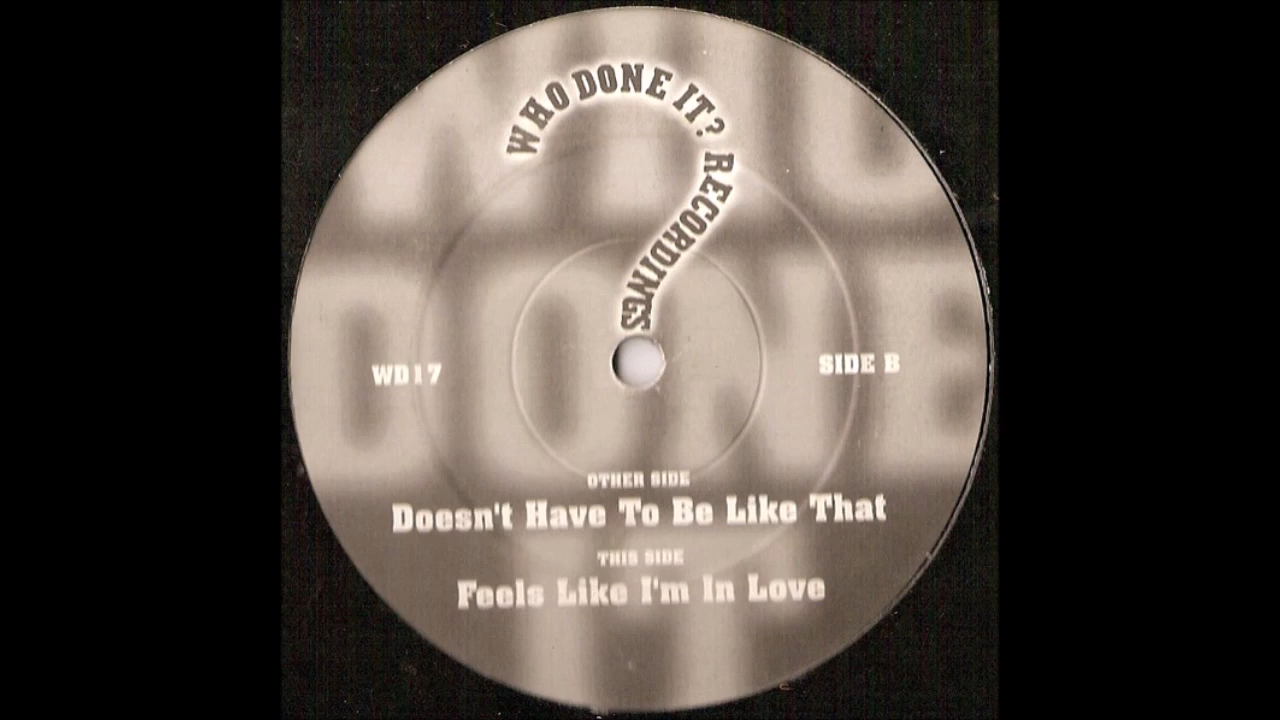 WHO DONE IT? RECORDINGS
WD17
SIDE B
OTHER SIDE
Doesn't Have To Be Like That
THIS SIDE
Feels Like I'm In Love